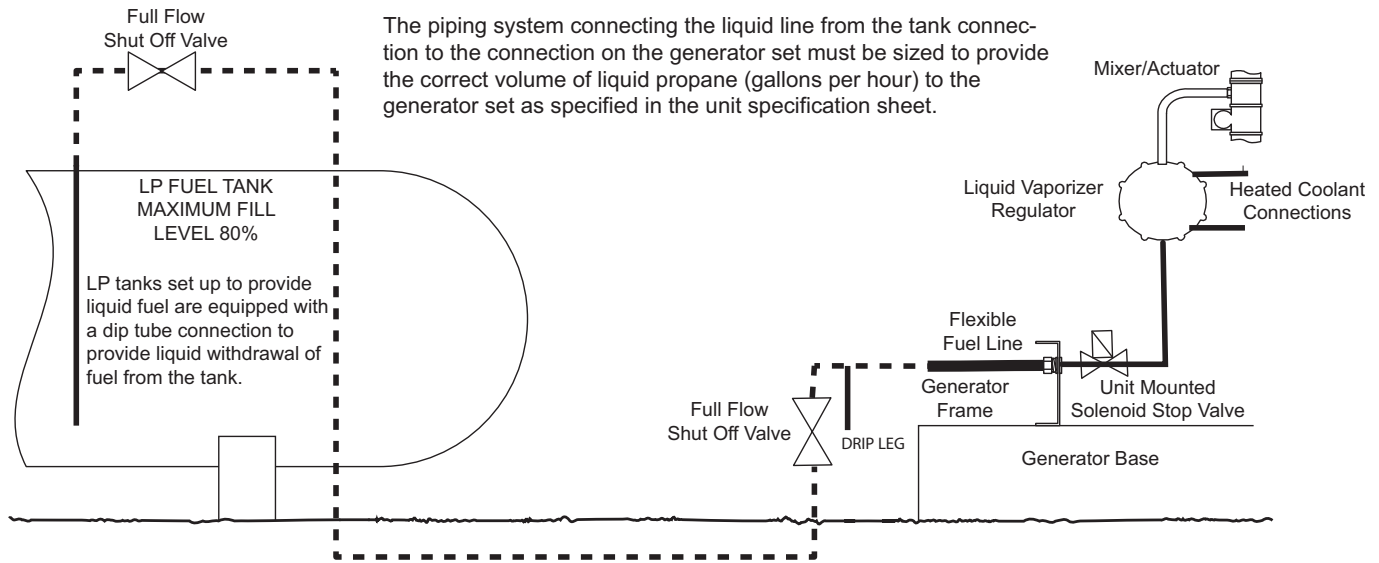 Full Flow
Shut Off Valve
The piping system connecting the liquid line from the tank connec-
tion to the connection on the generator set must be sized to provide
the correct volume of liquid propane (gallons per hour) to the
generator set as specified in the unit specification sheet.
Mixer/Actuator
LP FUEL TANK
MAXIMUM FILL
LEVEL 80%
Liquid Vaporizer
Regulator
Heated Coolant
Connections
LP tanks set up to provide
liquid fuel are equipped with
a dip tube connection to
provide liquid withdrawal of
fuel from the tank.
Flexible
Fuel Line
Generator
Frame
Unit Mounted
Solenoid Stop Valve
Full Flow
Shut Off Valve
DRIP LEG
Generator Base